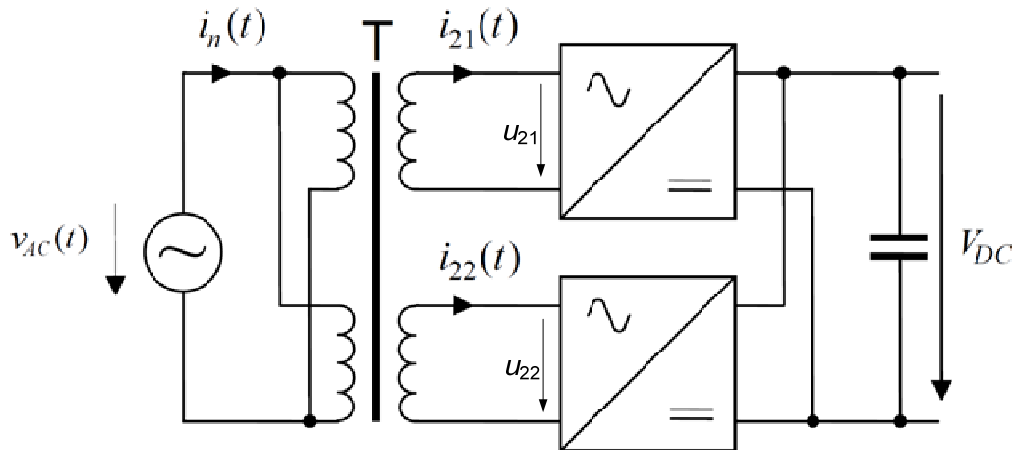 i_n(t)
T
i_21(t)
u_21
v_AC(t)
i_22(t)
V_DC
u_22